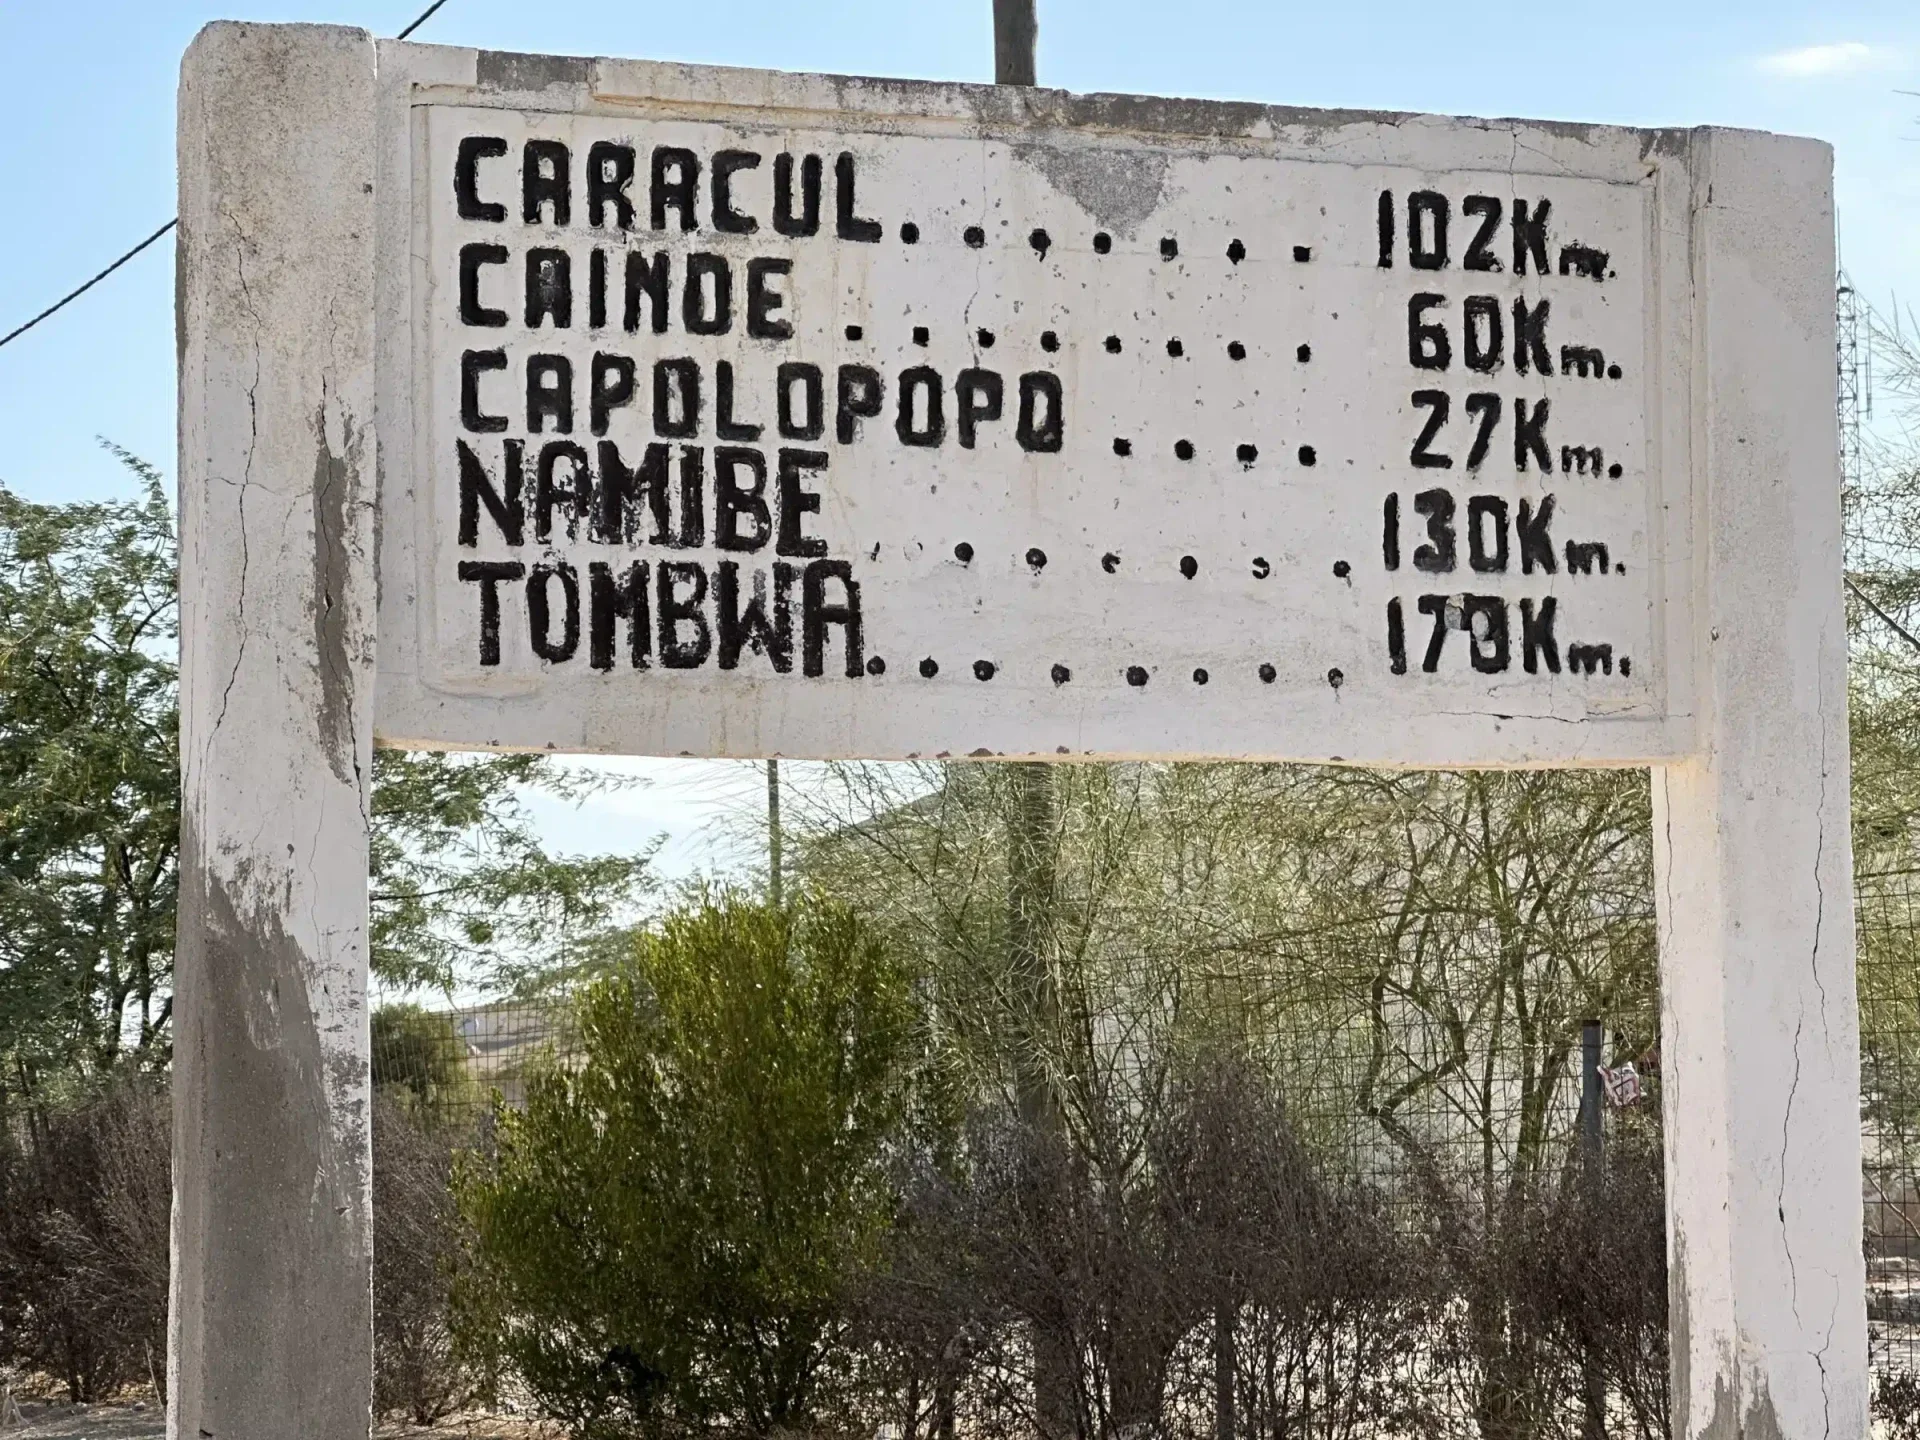 CARACUL....... 102Km.
CAINDE ........ 60Km.
CAPOLOPOPO .... 27Km.
NAMIBE ........ 130Km.
TOMBWA........ 170Km.